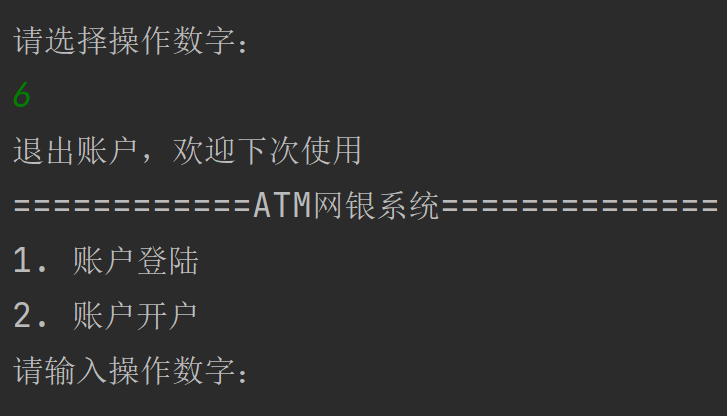 请选择操作数字：
6
退出账户，欢迎下次使用
============ATM网银系统==============
1. 账户登陆
2. 账户开户
请输入操作数字：